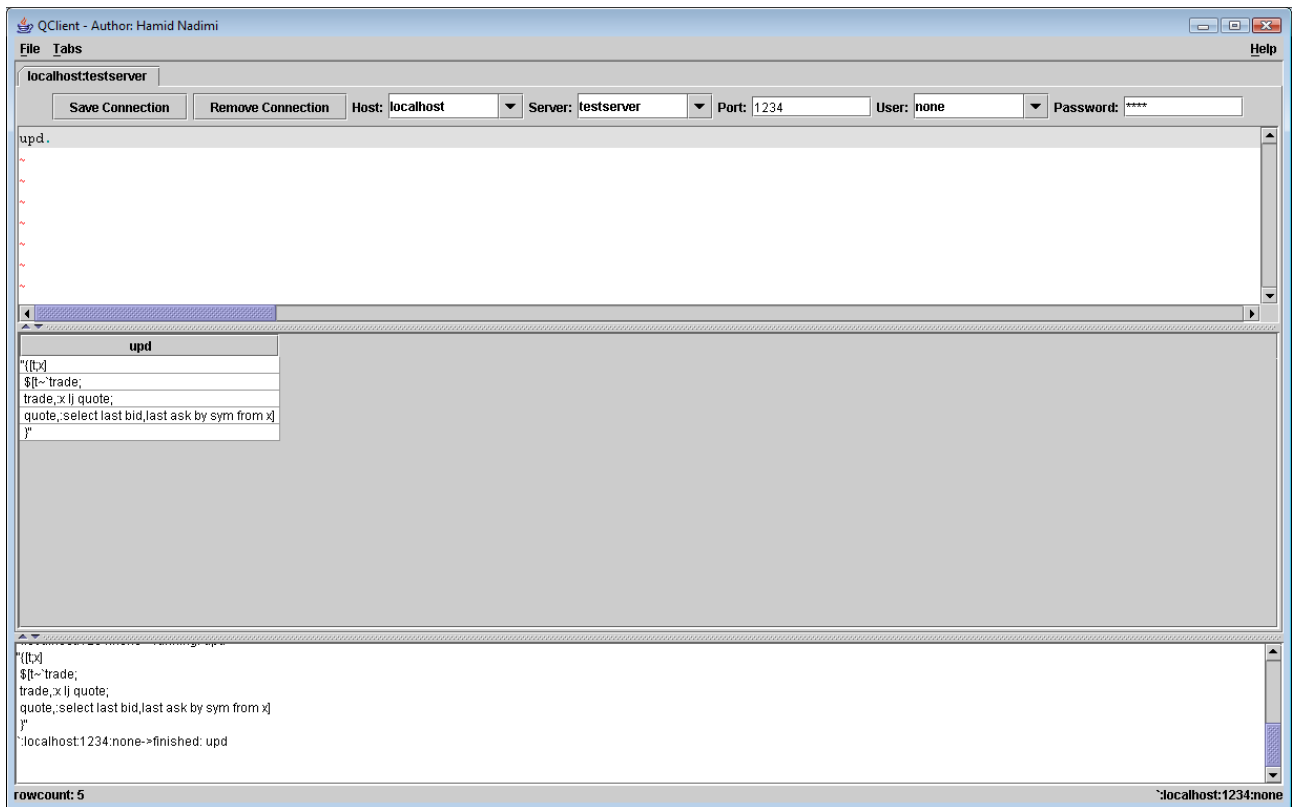 QClient - Author: Hamid Nadimi
File Tabs Help
localhost:testserver
Save Connection Remove Connection Host: localhost Server: testserver Port: 1234 User: none Password: ****
upd.
~
~
~
~
~
~
~
upd
"{[t;x]
$[t~`trade;
trade,:x lj quote;
quote,:select last bid,last ask by sym from x]
}"
"{[t;x]
$[t~`trade;
trade,:x lj quote;
quote,:select last bid,last ask by sym from x]
}"
`:localhost:1234:none->finished: upd
rowcount: 5 `:localhost:1234:none